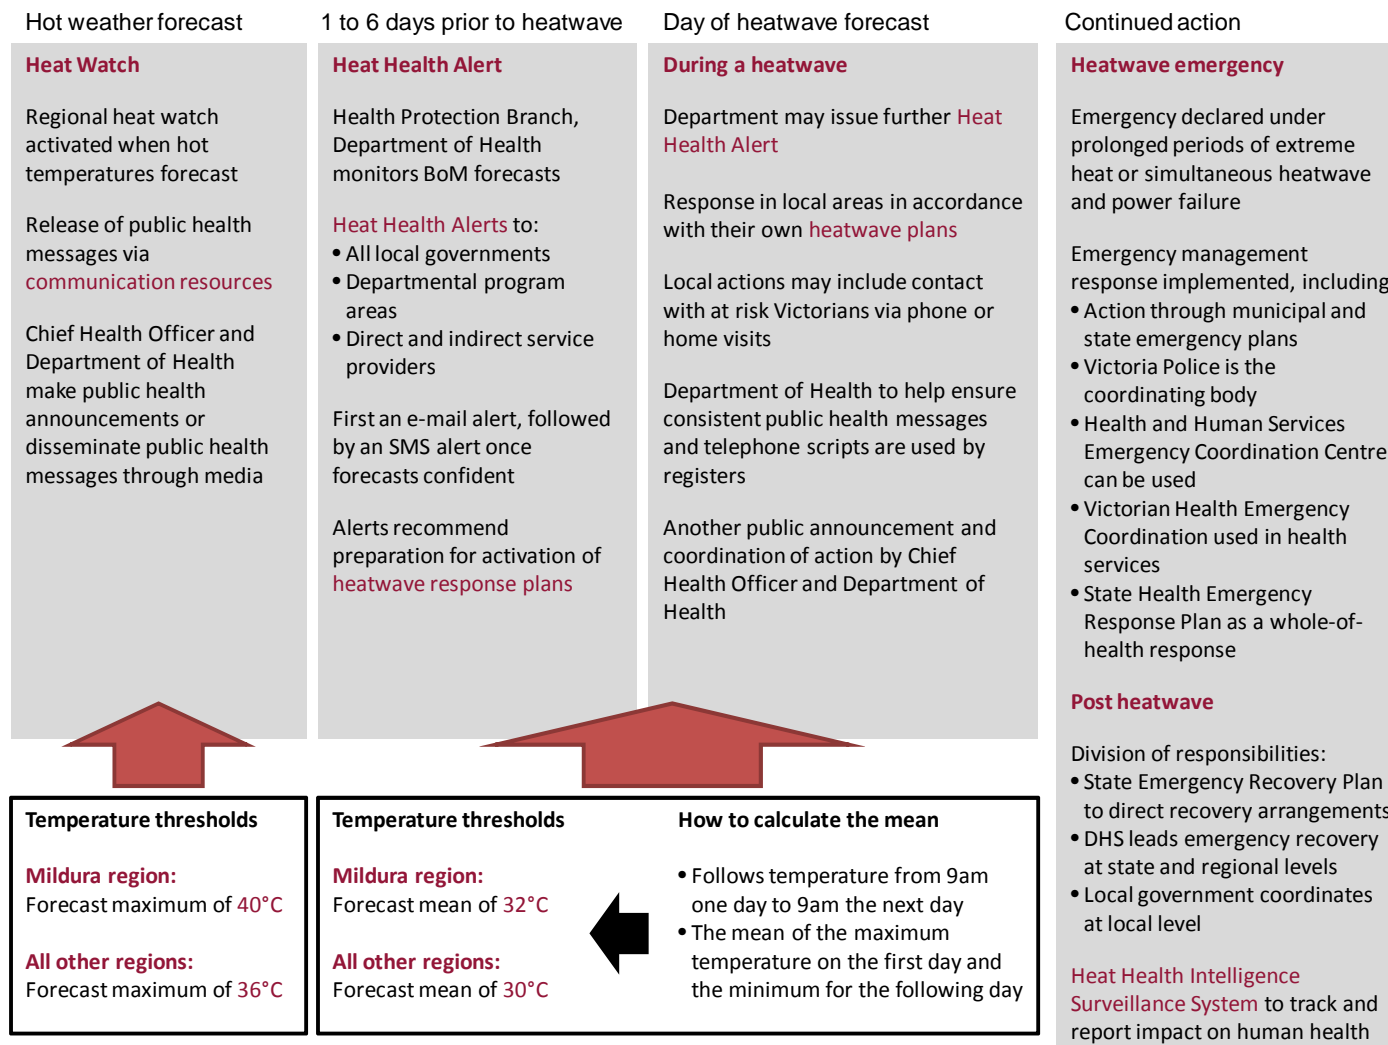 Hot weather forecast
Heat Watch
Regional heat watch
activated when hot
temperatures forecast
Release of public health
messages via
communication resources
Chief Health Officer and
Department of Health
make public health
announcements or
disseminate public health
messages through media
1 to 6 days prior to heatwave
Heat Health Alert
Health Protection Branch,
Department of Health
monitors BoM forecasts
Heat Health Alerts to:
• All local governments
• Departmental program
areas
• Direct and indirect service
providers
First an e-mail alert, followed
by an SMS alert once
forecasts confident
Alerts recommend
preparation for activation of
heatwave response plans
Day of heatwave forecast
During a heatwave
Department may issue further Heat
Health Alert
Response in local areas in accordance
with their own heatwave plans
Local actions may include contact
with at risk Victorians via phone or
home visits
Department of Health to help ensure
consistent public health messages
and telephone scripts are used by
registers
Another public announcement and
coordination of action by Chief
Health Officer and Department of
Health
Continued action
Heatwave emergency
Emergency declared under
prolonged periods of extreme
heat or simultaneous heatwave
and power failure
Emergency management
response implemented, including
• Action through municipal and
state emergency plans
• Victoria Police is the
coordinating body
• Health and Human Services
Emergency Coordination Centre
can be used
• Victorian Health Emergency
Coordination used in health
services
• State Health Emergency
Response Plan as a whole-of-
health response
Post heatwave
Division of responsibilities:
• State Emergency Recovery Plan
to direct recovery arrangements
• DHS leads emergency recovery
at state and regional levels
• Local government coordinates
at local level
Heat Health Intelligence
Surveillance System to track and
report impact on human health
Temperature thresholds
Mildura region:
Forecast maximum of 40°C
All other regions:
Forecast maximum of 36°C
Temperature thresholds
Mildura region:
Forecast mean of 32°C
All other regions:
Forecast mean of 30°C
How to calculate the mean
• Follows temperature from 9am
one day to 9am the next day
• The mean of the maximum
temperature on the first day and
the minimum for the following day